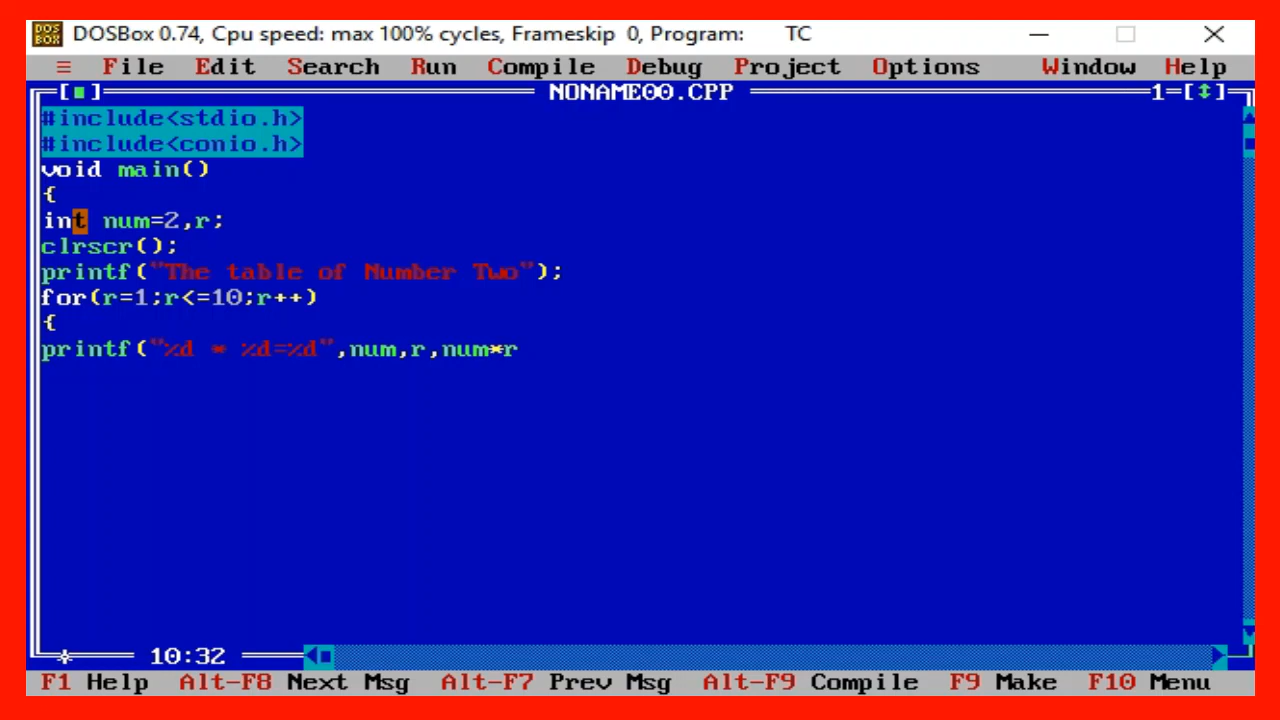 DOSBox 0.74, Cpu speed: max 100% cycles, Frameskip 0, Program: TC
≡ File Edit Search Run Compile Debug Project Options Window Help
[■] NONAME00.CPP 1=[↕]
#include<stdio.h>
#include<conio.h>
void main()
{
int num=2,r;
clrscr();
printf("The table of Number Two");
for(r=1;r<=10;r++)
{
printf("%d * %d=%d",num,r,num*r
10:32
F1 Help Alt-F8 Next Msg Alt-F7 Prev Msg Alt-F9 Compile F9 Make F10 Menu